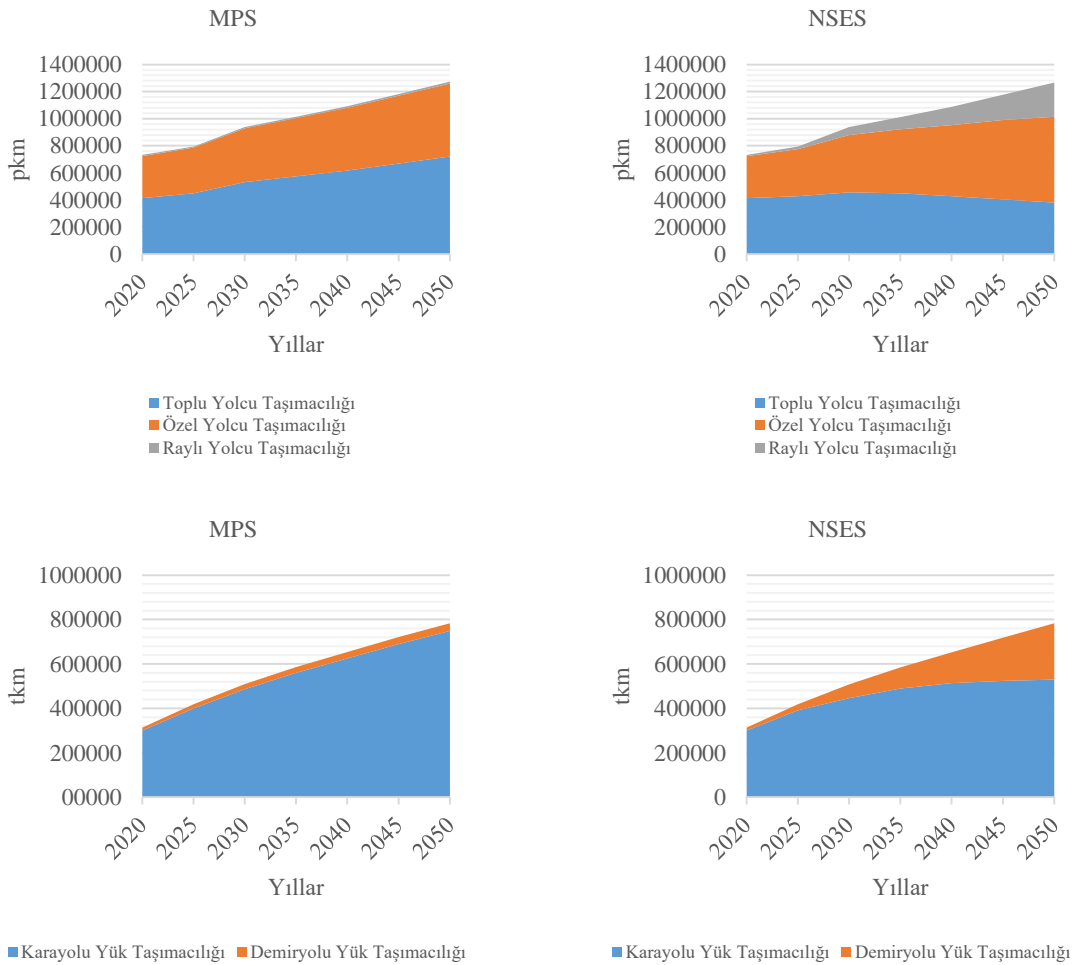 MPS
1400000
1200000
1000000
800000
600000
400000
200000
0
pkm
2020
2025
2030
2035
2040
2045
2050
Yıllar
Toplu Yolcu Taşımacılığı
Özel Yolcu Taşımacılığı
Raylı Yolcu Taşımacılığı
NSES
1400000
1200000
1000000
800000
600000
400000
200000
0
pkm
2020
2025
2030
2035
2040
2045
2050
Yıllar
Toplu Yolcu Taşımacılığı
Özel Yolcu Taşımacılığı
Raylı Yolcu Taşımacılığı
MPS
1000000
800000
600000
400000
200000
00000
tkm
2020
2025
2030
2035
2040
2045
2050
Yıllar
Karayolu Yük Taşımacılığı Demiryolu Yük Taşımacılığı
NSES
1000000
800000
600000
400000
200000
0
tkm
2020
2025
2030
2035
2040
2045
2050
Yıllar
Karayolu Yük Taşımacılığı Demiryolu Yük Taşımacılığı